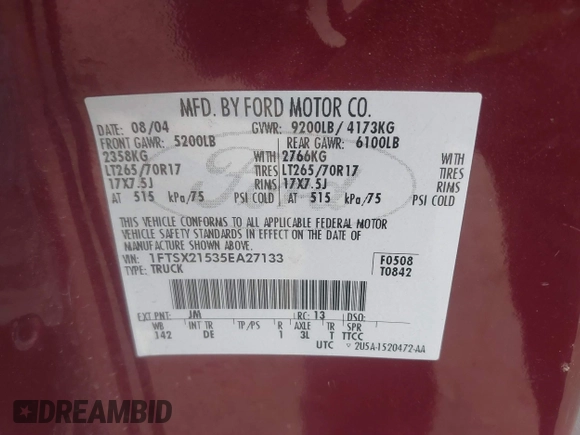 MFD. BY FORD MOTOR CO.
DATE: 08/04 GVWR: 9200LB/ 4173KG
FRONT GAWR: 5200LB REAR GAWR: 6100LB
2358KG WITH 2766KG WITH
LT265/70R17 TIRES LT265/70R17 TIRES
17X7.5J RIMS 17X7.5J RIMS
AT 515 kPa/75 PSI COLD AT 515 kPa/75 PSI COLD
THIS VEHICLE CONFORMS TO ALL APPLICABLE FEDERAL MOTOR
VEHICLE SAFETY STANDARDS IN EFFECT ON THE DATE OF
MANUFACTURE SHOWN ABOVE.
VIN: 1FTSX21535EA27133 F0508
TYPE: TRUCK T0842
EXT PNT: JM RC: 13 DSO:
WB INT TR TP/PS R AXLE TR SPR
142 DE 1 3L T TTCC
UTC 2U5A-1520472-AA
Ford
DREAMBID